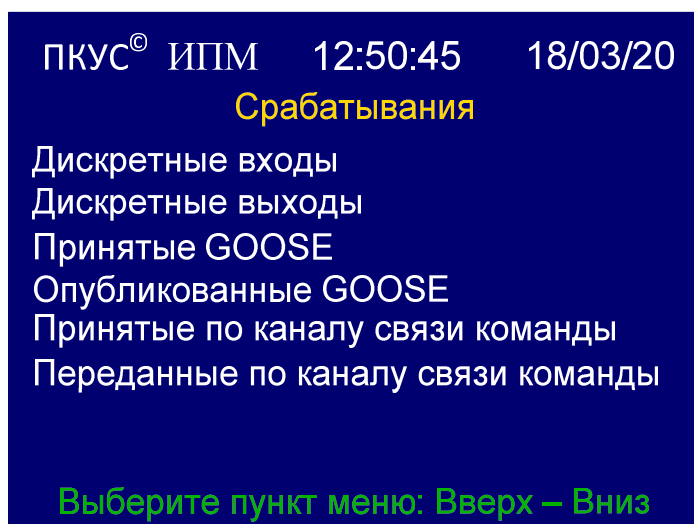 ПКУС© ИПМ 12:50:45 18/03/20
Срабатывания
Дискретные входы
Дискретные выходы
Принятые GOOSE
Опубликованные GOOSE
Принятые по каналу связи команды
Переданные по каналу связи команды
Выберите пункт меню: Вверх – Вниз